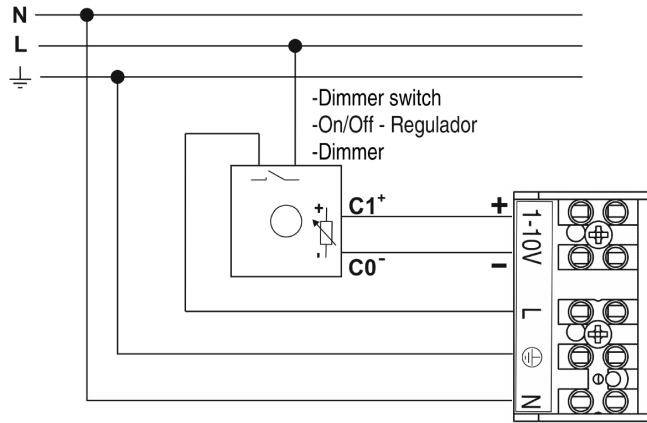 N
L
-Dimmer switch
-On/Off - Regulador
-Dimmer
+
-
C1+
C0-
+
−
1-10V
L
N